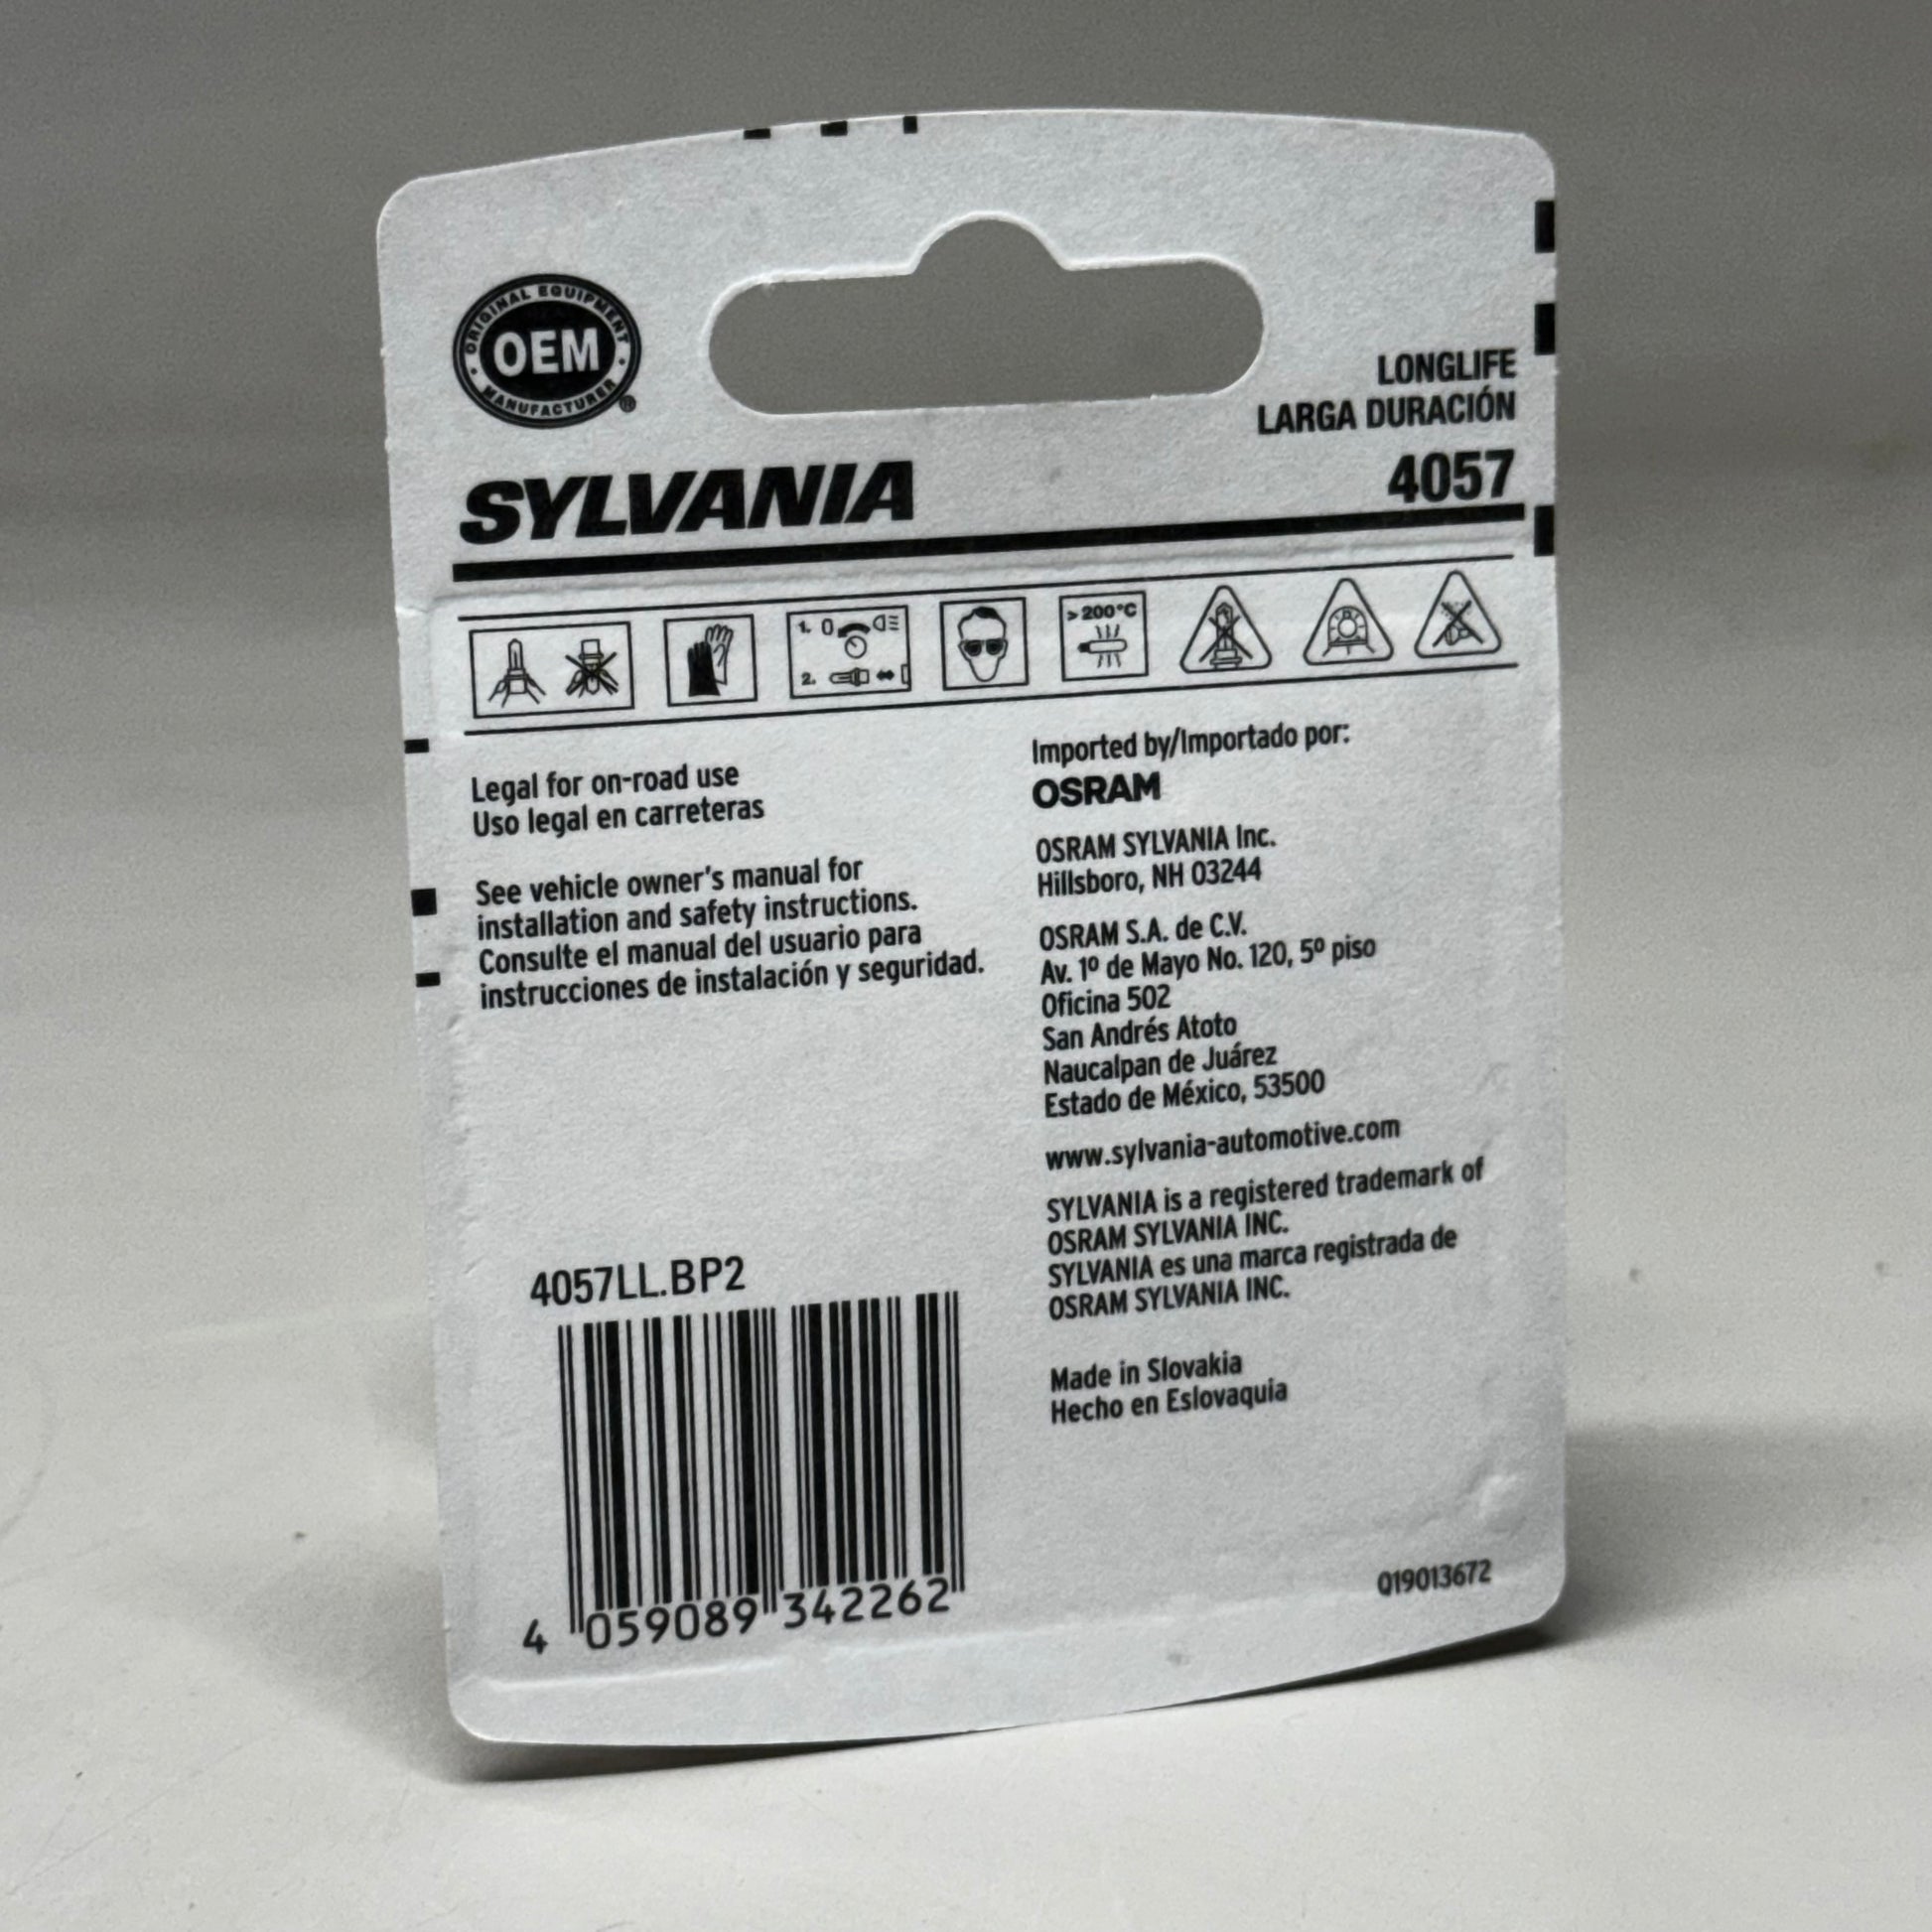 ORIGINAL EQUIPMENT
OEM
MANUFACTURER®
LONGLIFE
LARGA DURACIÓN
4057
SYLVANIA
1. 0
2.
>200°C
Legal for on-road use
Uso legal en carreteras
See vehicle owner's manual for
installation and safety instructions.
Consulte el manual del usuario para
instrucciones de instalación y seguridad.
4057LL.BP2
4 059089 342262
Imported by/Importado por:
OSRAM
OSRAM SYLVANIA Inc.
Hillsboro, NH 03244
OSRAM S.A. de C.V.
Av. 1º de Mayo No. 120, 5º piso
Oficina 502
San Andrés Atoto
Naucalpan de Juárez
Estado de México, 53500
www.sylvania-automotive.com
SYLVANIA is a registered trademark of
OSRAM SYLVANIA INC.
SYLVANIA es una marca registrada de
OSRAM SYLVANIA INC.
Made in Slovakia
Hecho en Eslovaquia
Q19013672